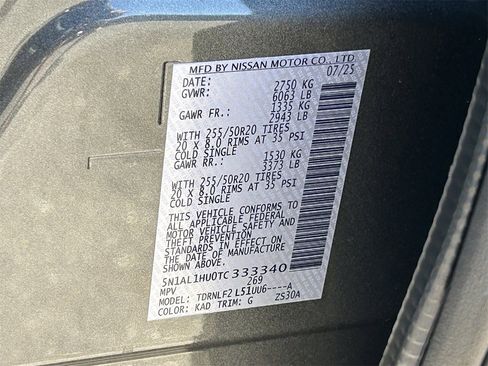 MFD BY NISSAN MOTOR CO., LTD
DATE: 07/25
GVWR: 2750 KG
6063 LB
GAWR FR.: 1335 KG
2943 LB
WITH 255/50R20 TIRES
20 X 8.0 RIMS AT 35 PSI
COLD SINGLE
GAWR RR.: 1530 KG
3373 LB
WITH 255/50R20 TIRES
20 X 8.0 RIMS AT 35 PSI
COLD SINGLE
THIS VEHICLE CONFORMS TO
ALL APPLICABLE FEDERAL
MOTOR VEHICLE SAFETY AND
THEFT PREVENTION
STANDARDS IN EFFECT ON
THE DATE OF MANUFACTURE
SHOWN ABOVE.
5N1AL1HU0TC333340
MPV 269
MODEL: TDRNLF2 L51UU6----A
COLOR: KAD TRIM: G ZS30A